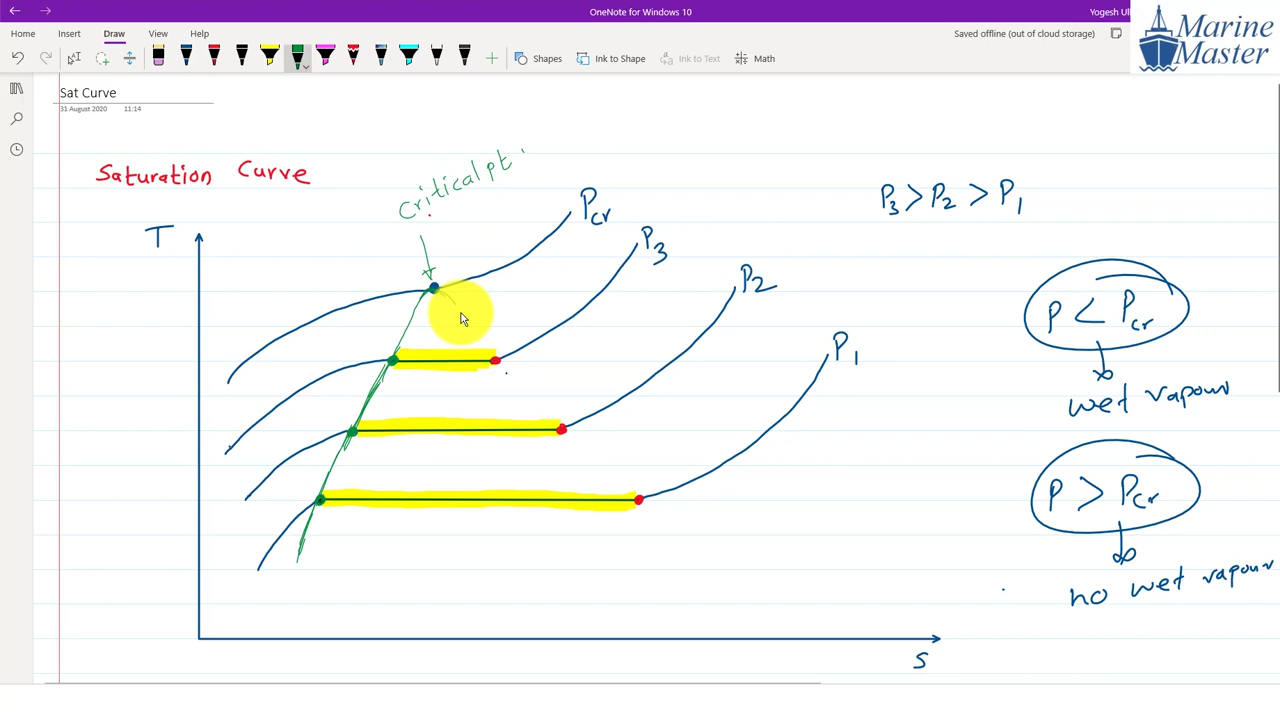 OneNote for Windows 10
Yogesh Ull
Home Insert Draw View Help
Saved offline (out of cloud storage)
Marine
Master
Shapes Ink to Shape Ink to Text Math
Sat Curve
31 August 2020 11:14
Saturation Curve
Critical pt.
Pcr
P3 > P2 > P1
T
P3
P2
P < Pcr
P1
wet vapour
P > Pcr
no wet vapour
s